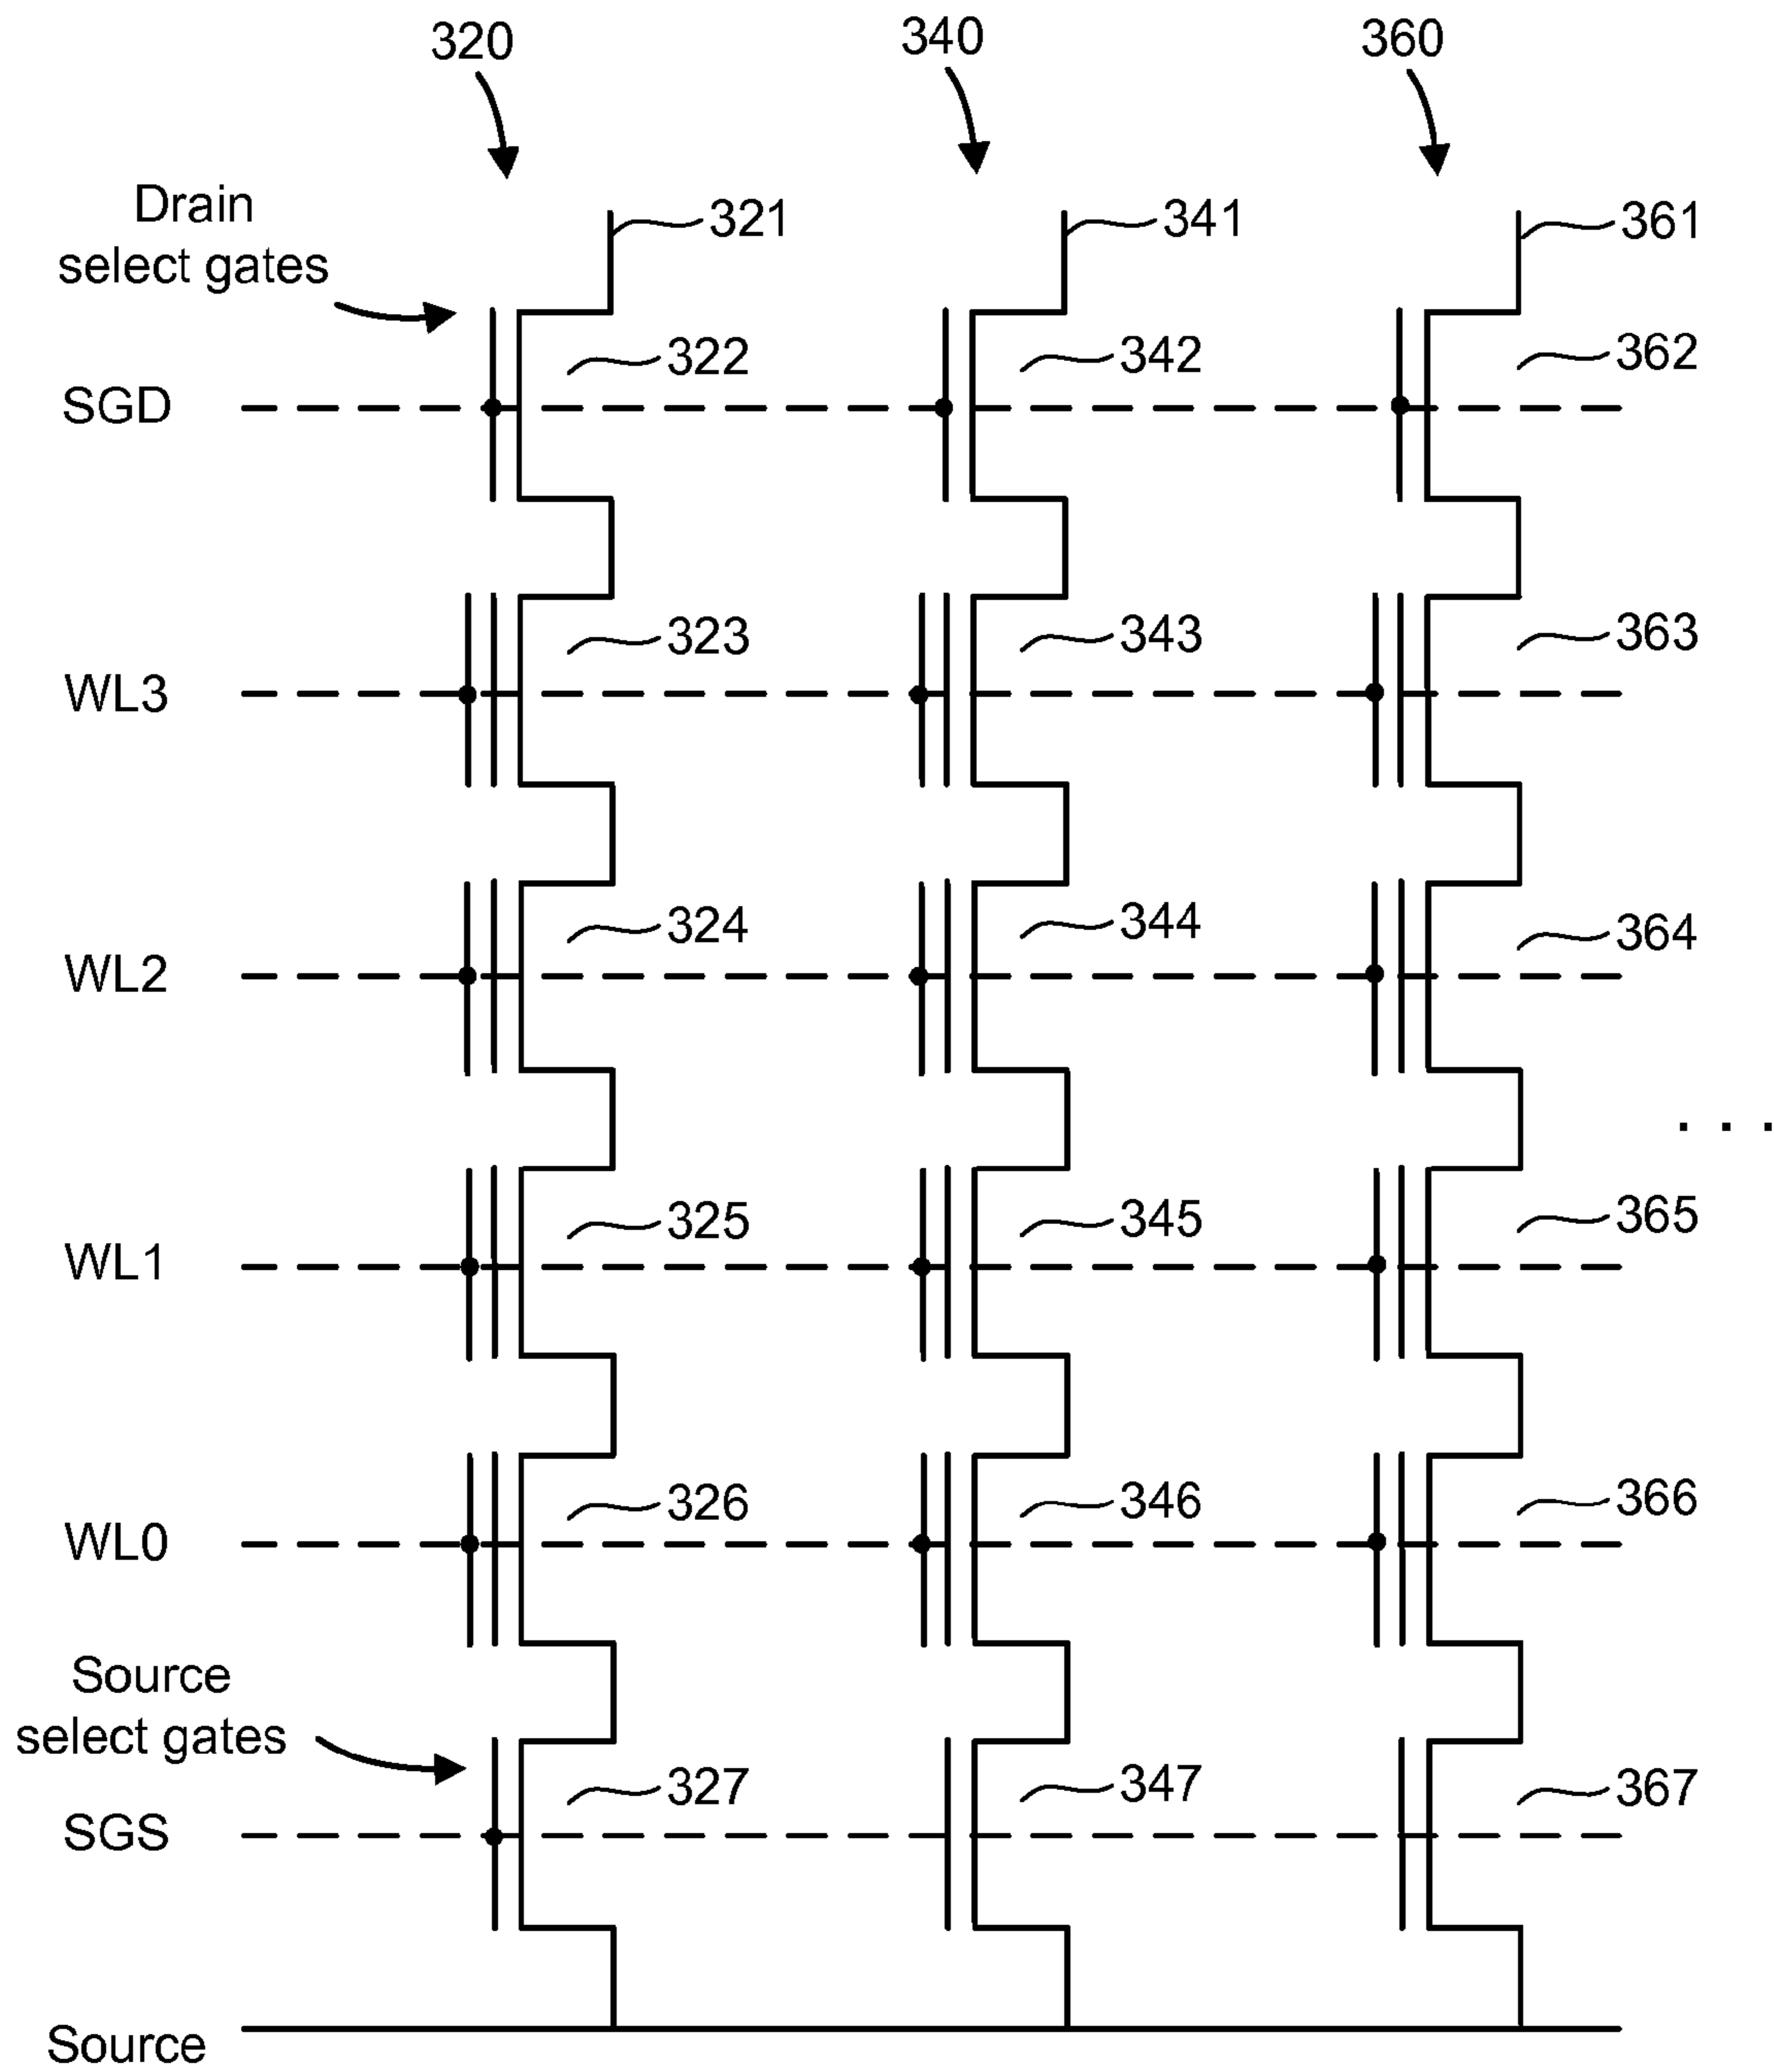 320 340 360
Drain
select gates
321 341 361
322 342 362
SGD
323 343 363
WL3
324 344 364
WL2
. . .
325 345 365
WL1
326 346 366
WL0
Source
select gates
327 347 367
SGS
Source